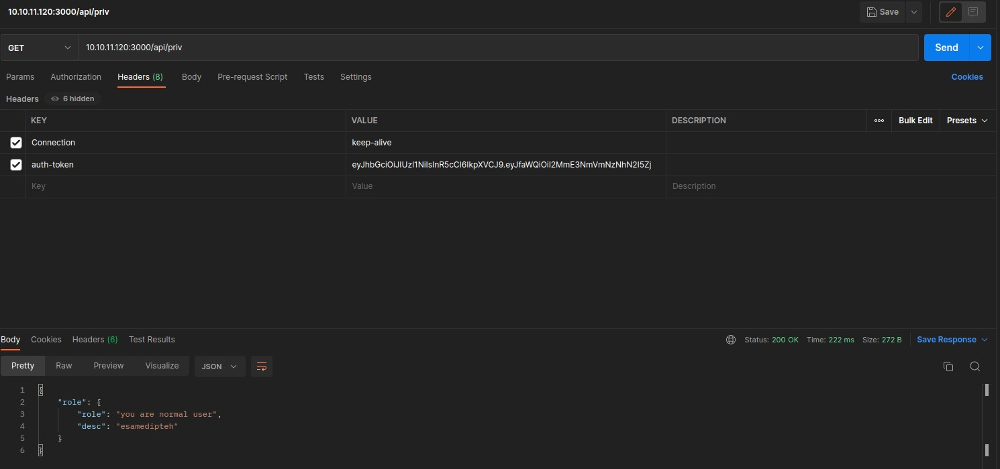 10.10.11.120:3000/api/priv
Save
GET 10.10.11.120:3000/api/priv Send
Params Authorization Headers (8) Body Pre-request Script Tests Settings Cookies
Headers 6 hidden
KEY VALUE DESCRIPTION Bulk Edit Presets
Connection keep-alive
auth-token eyJhbGciOiJIUzI1NiIsInR5cCI6IkpXVCJ9.eyJfaWQiOiI2MmE3NmVmNzNhN2I5Zj
Key Value Description
Body Cookies Headers (6) Test Results Status: 200 OK Time: 222 ms Size: 272 B Save Response
Pretty Raw Preview Visualize JSON
1 {
2 "role": {
3 "role": "you are normal user",
4 "desc": "esamedipteh"
5 }
6 }